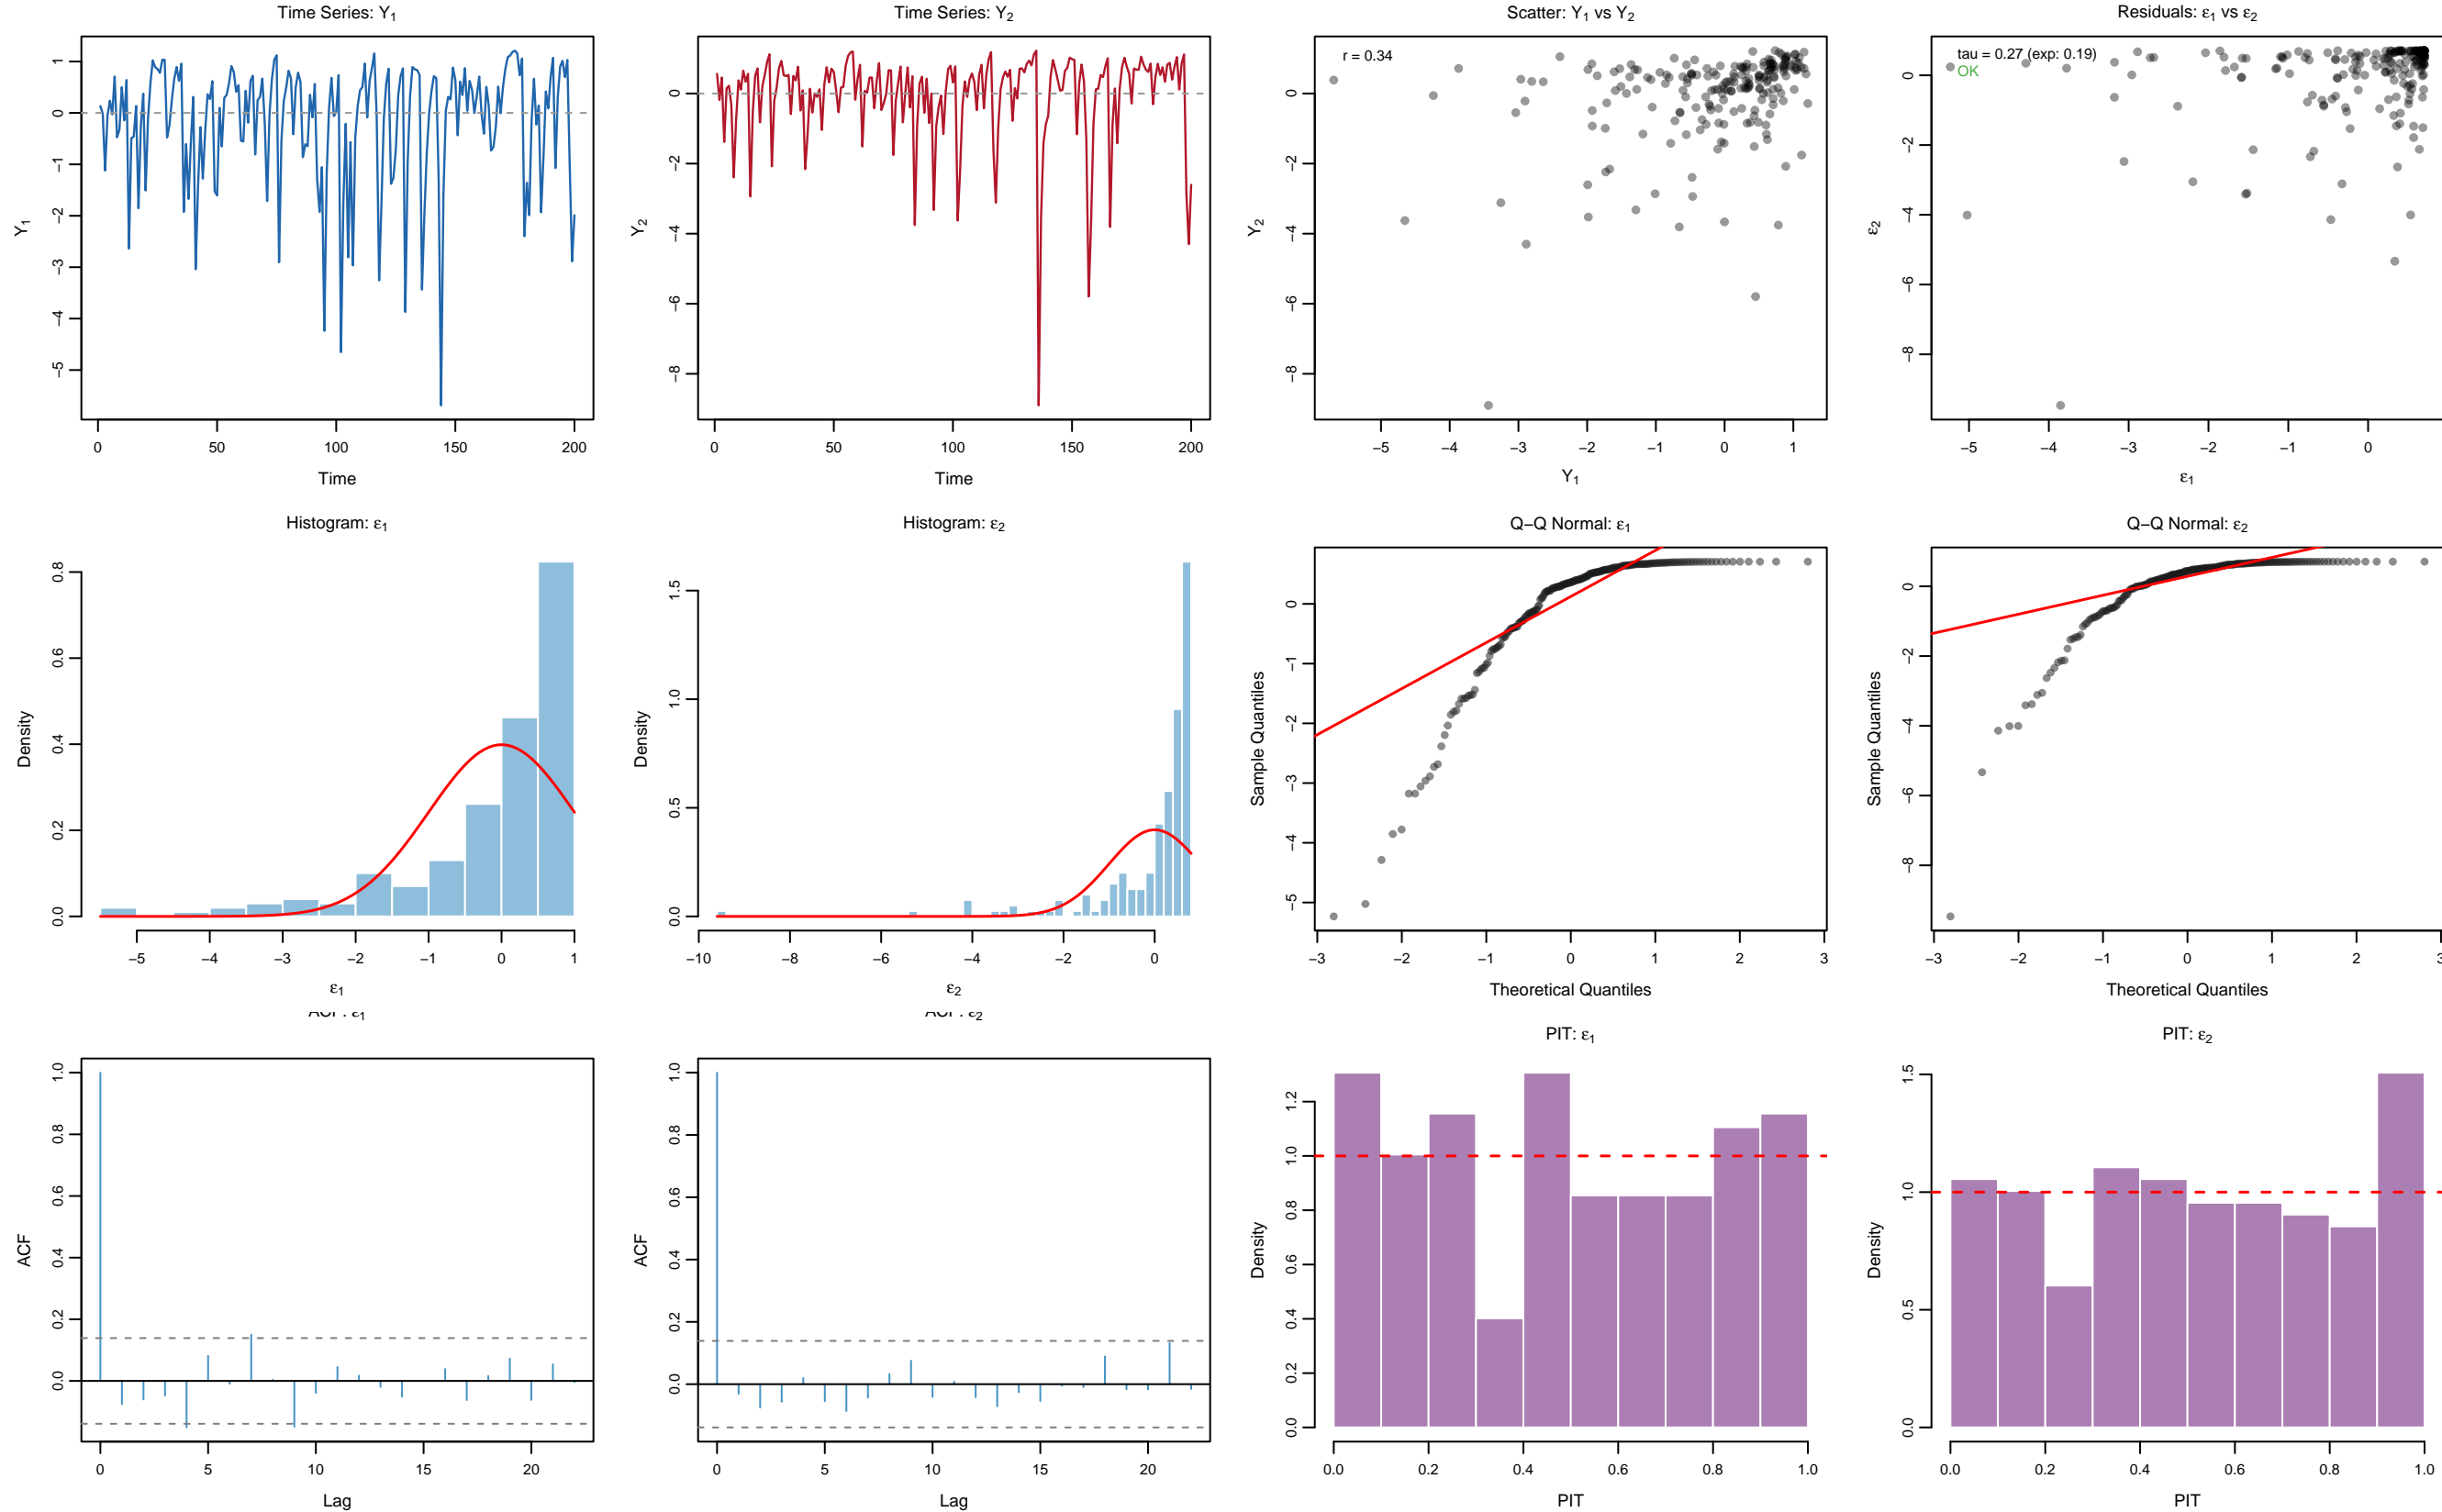 Time Series: Y₁
1
0
−1
−2
−3
−4
−5
Y₁
0 50 100 150 200
Time
Time Series: Y₂
0
−2
−4
−6
−8
Y₂
0 50 100 150 200
Time
Scatter: Y₁ vs Y₂
r = 0.34
0
−2
−4
−6
−8
Y₂
−5 −4 −3 −2 −1 0 1
Y₁
Residuals: ε₁ vs ε₂
tau = 0.27 (exp: 0.19)
OK
0
−2
−4
−6
−8
ε₂
−5 −4 −3 −2 −1 0
ε₁
Histogram: ε₁
0.8
0.6
0.4
0.2
0.0
Density
−5 −4 −3 −2 −1 0 1
ε₁
Histogram: ε₂
1.5
1.0
0.5
0.0
Density
−10 −8 −6 −4 −2 0
ε₂
Q−Q Normal: ε₁
0
−1
−2
−3
−4
−5
Sample Quantiles
−3 −2 −1 0 1 2 3
Theoretical Quantiles
Q−Q Normal: ε₂
0
−2
−4
−6
−8
Sample Quantiles
−3 −2 −1 0 1 2 3
Theoretical Quantiles
ACF: ε₁
1.0
0.8
0.6
0.4
0.2
0.0
ACF
0 5 10 15 20
Lag
ACF: ε₂
1.0
0.8
0.6
0.4
0.2
0.0
ACF
0 5 10 15 20
Lag
PIT: ε₁
1.2
1.0
0.8
0.6
0.4
0.2
0.0
Density
0.0 0.2 0.4 0.6 0.8 1.0
PIT
PIT: ε₂
1.5
1.0
0.5
0.0
Density
0.0 0.2 0.4 0.6 0.8 1.0
PIT